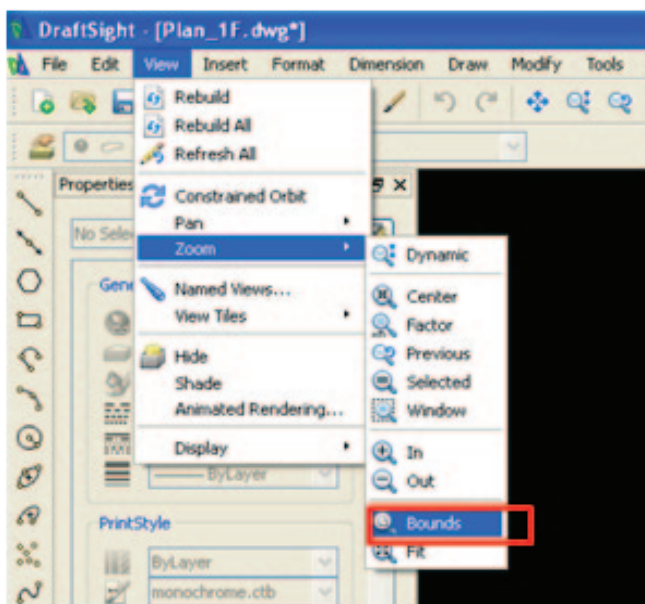 DraftSight - [Plan_1F.dwg*]
File Edit View Insert Format Dimension Draw Modify Tools
Rebuild
Rebuild All
Refresh All
Properties
Constrained Orbit
Pan
No Sele
Zoom
Dynamic
Gene
Named Views...
Center
View Tiles
Factor
Hide
Previous
Shade
Selected
Animated Rendering...
Window
Display
In
ByLayer
Out
PrintStyle
Bounds
Fit
ByLayer
monochrome.ctb